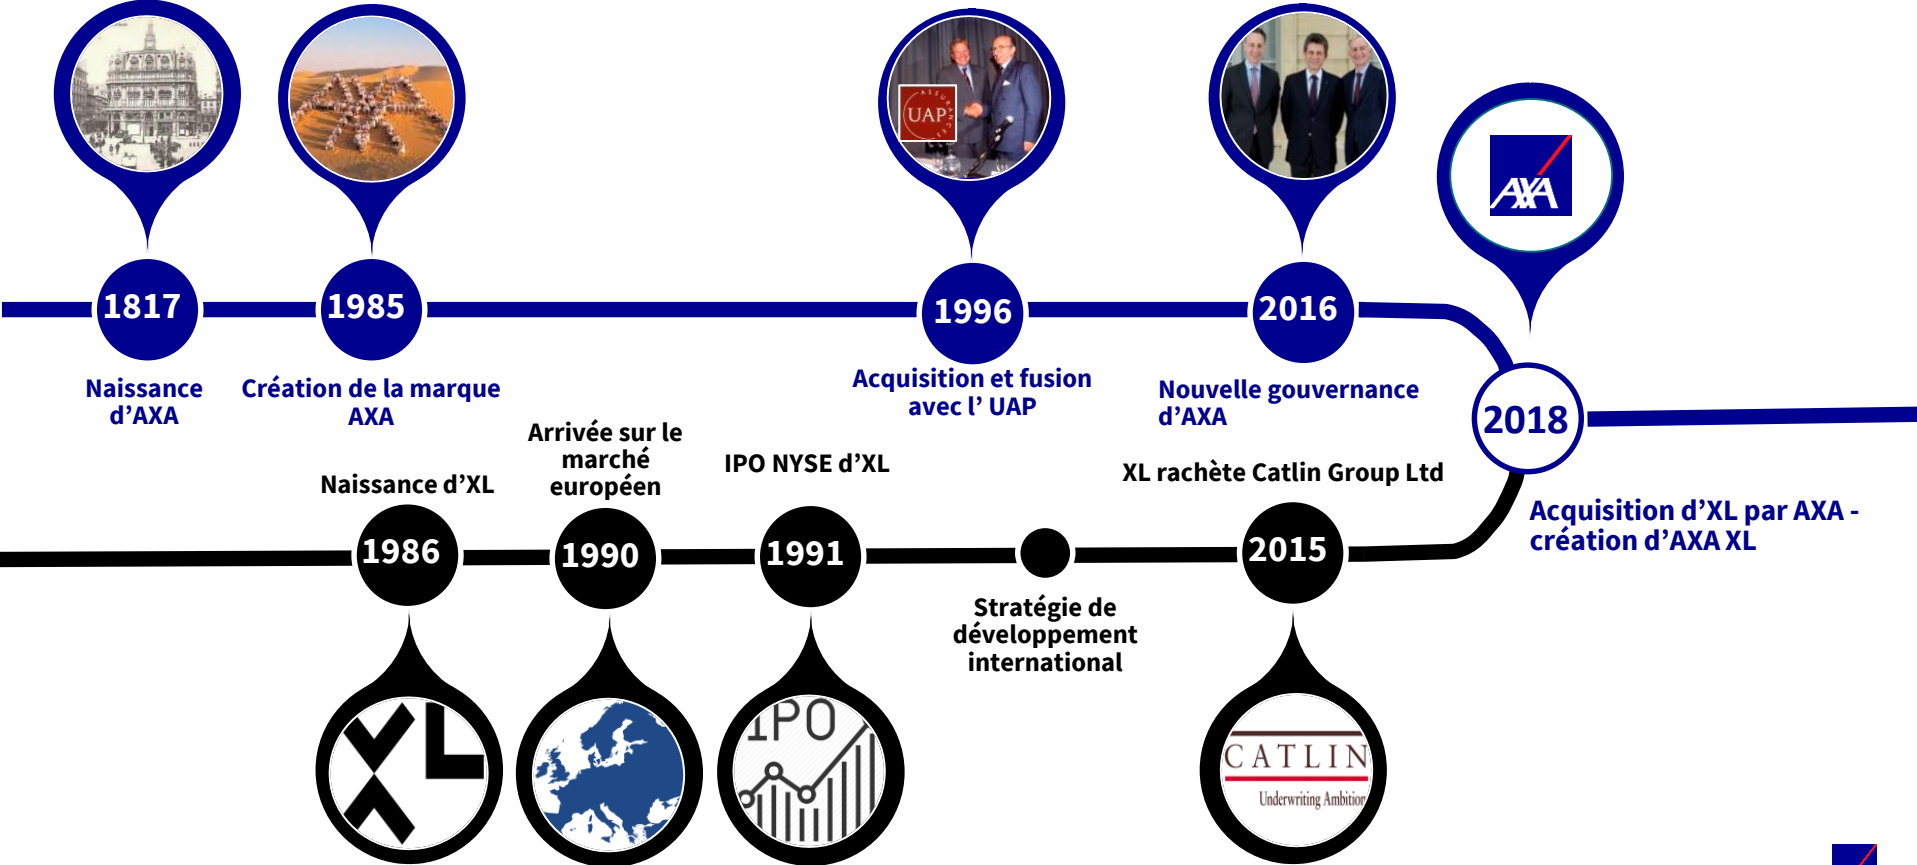 ASSURANCES
UAP
AXA
1817
1985
1996
2016
2018
Naissance
d’AXA
Création de la marque
AXA
Acquisition et fusion
avec l’ UAP
Nouvelle gouvernance
d’AXA
Acquisition d’XL par AXA -
création d’AXA XL
Naissance d’XL
Arrivée sur le
marché
européen
IPO NYSE d’XL
XL rachète Catlin Group Ltd
1986
1990
1991
2015
Stratégie de
développement
international
XL
IPO
CATLIN
Underwriting Ambition